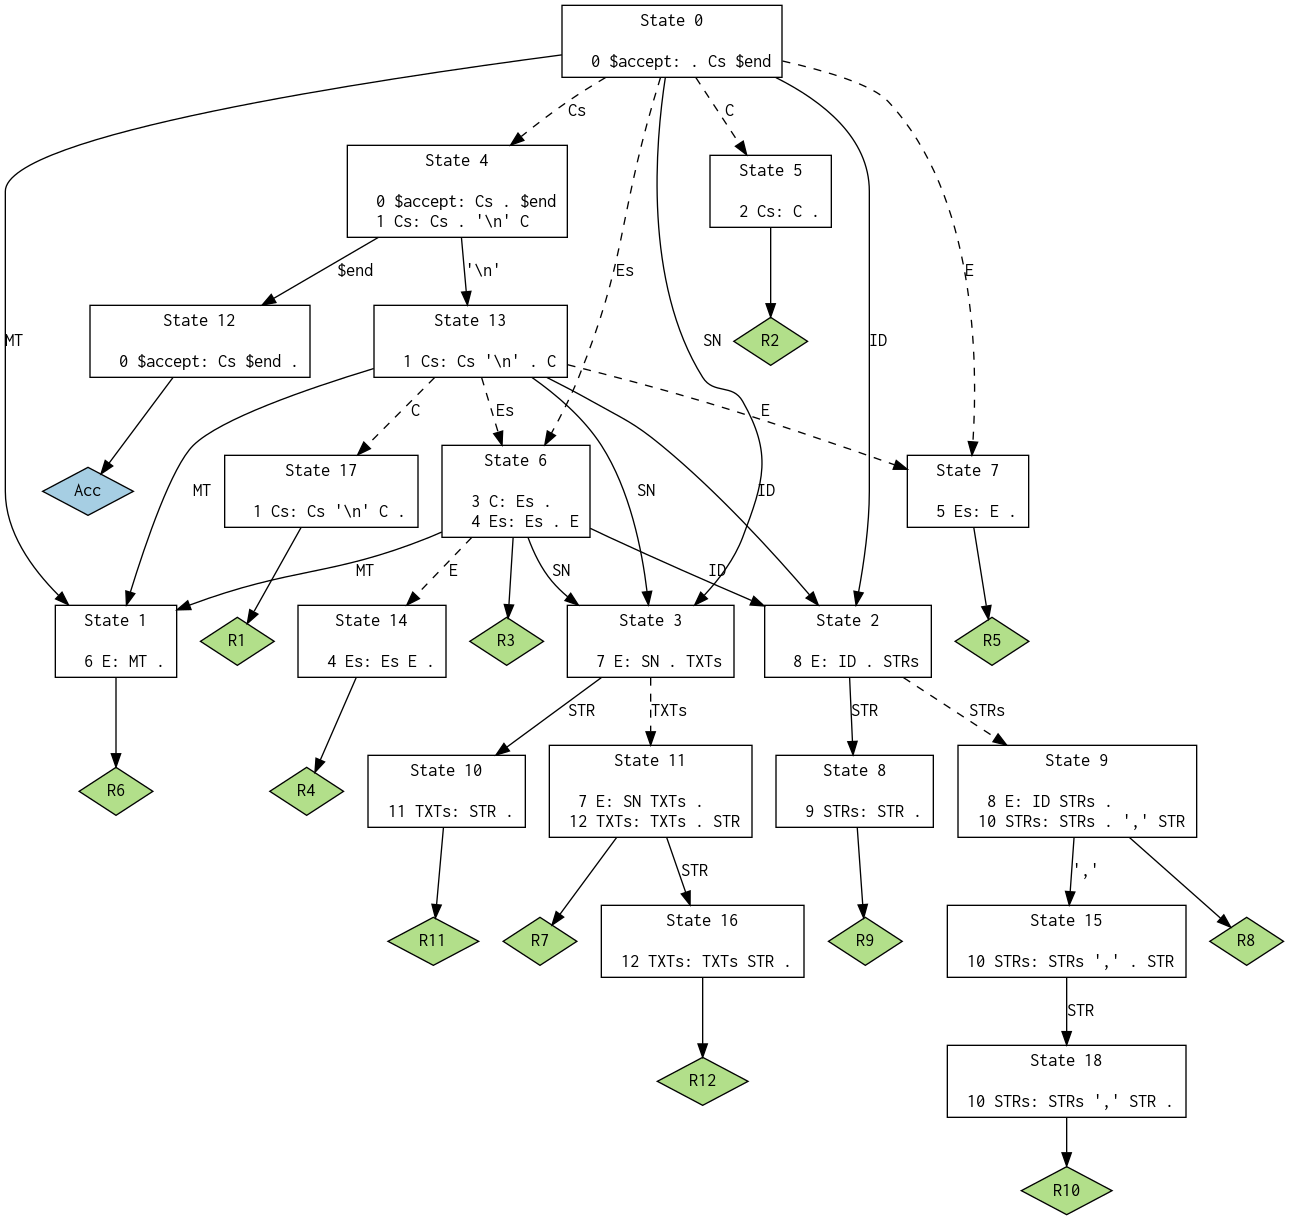 State 0
0 $accept: . Cs $end
Cs
C
State 4
0 $accept: Cs . $end
1 Cs: Cs . '\n' C
State 5
2 Cs: C .
$end
'\n'
Es
E
State 12
0 $accept: Cs $end .
State 13
1 Cs: Cs '\n' . C
MT
SN
R2
ID
C
Es
E
State 17
1 Cs: Cs '\n' C .
State 6
3 C: Es .
4 Es: Es . E
State 7
5 Es: E .
Acc
MT
SN
ID
MT
E
SN
ID
State 1
6 E: MT .
R1
State 14
4 Es: Es E .
R3
State 3
7 E: SN . TXTs
State 2
8 E: ID . STRs
R5
STR
TXTs
STR
STRs
R6
R4
State 10
11 TXTs: STR .
State 11
7 E: SN TXTs .
12 TXTs: TXTs . STR
State 8
9 STRs: STR .
State 9
8 E: ID STRs .
10 STRs: STRs . ',' STR
STR
','
R11
R7
State 16
12 TXTs: TXTs STR .
R9
State 15
10 STRs: STRs ',' . STR
R8
STR
R12
State 18
10 STRs: STRs ',' STR .
R10